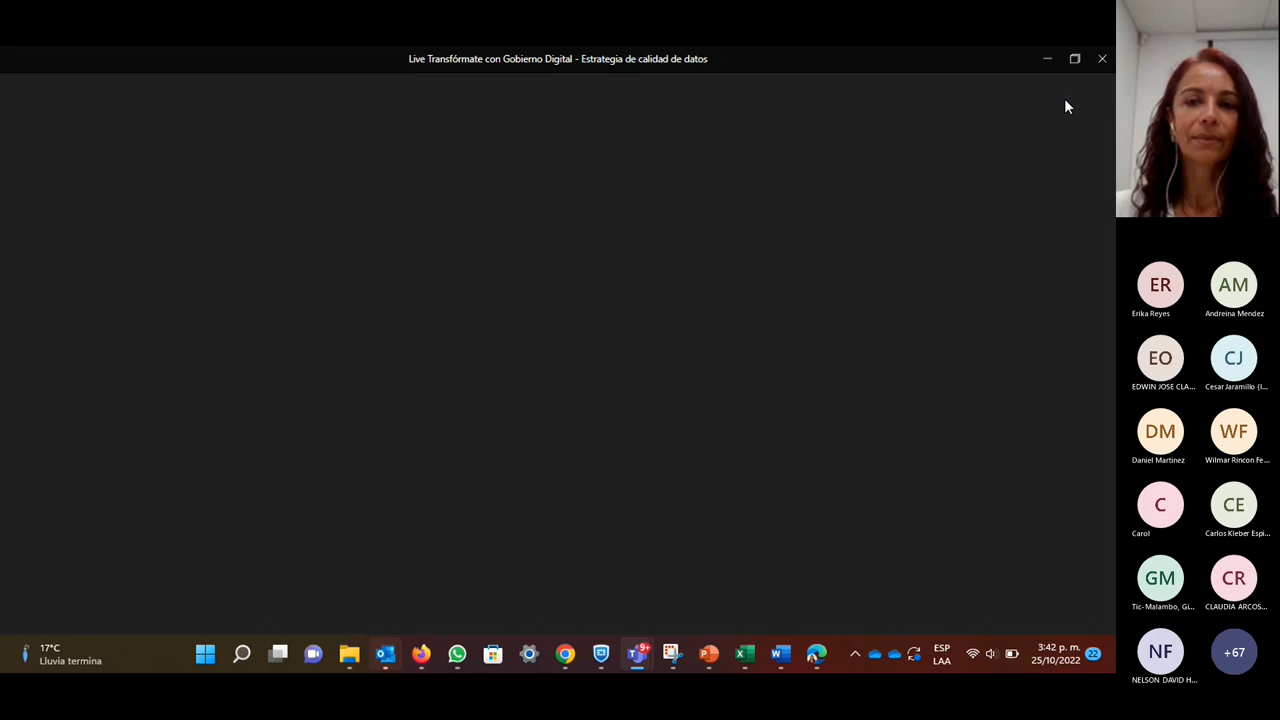 Live Transfórmate con Gobierno Digital - Estrategia de calidad de datos
ER
AM
Erika Reyes
Andreina Mendez
EO
CJ
EDWIN JOSE CLA...
Cesar Jaramillo (I...
DM
WF
Daniel Martinez
Wilmar Rincon Fe...
C
CE
Carol
Carlos Kleber Espi...
GM
CR
Tic- Malambo, Gi...
CLAUDIA ARCOS...
NF
+67
NELSON DAVID H...
17°C
Lluvia termina
9+
ESP
LAA
3:42 p. m.
25/10/2022
22